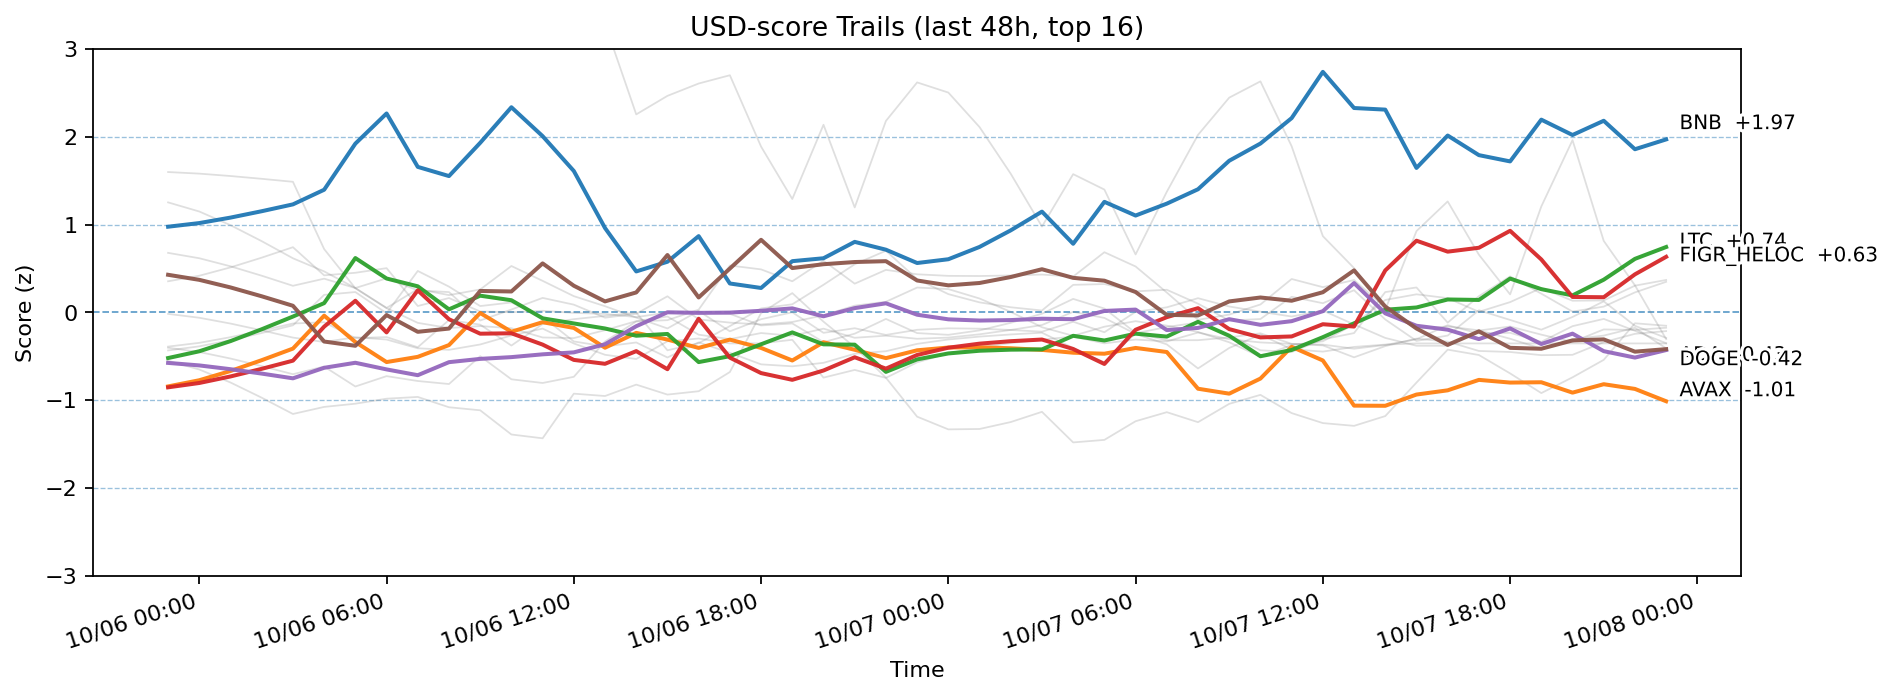 USD-score Trails (last 48h, top 16)
3
2
1
0
−1
−2
−3
Score (z)
BNB +1.97
LTC +0.74
FIGR_HELOC +0.63
DOGE -0.42
AVAX -1.01
10/06 00:00
10/06 06:00
10/06 12:00
10/06 18:00
10/07 00:00
10/07 06:00
10/07 12:00
10/07 18:00
10/08 00:00
Time